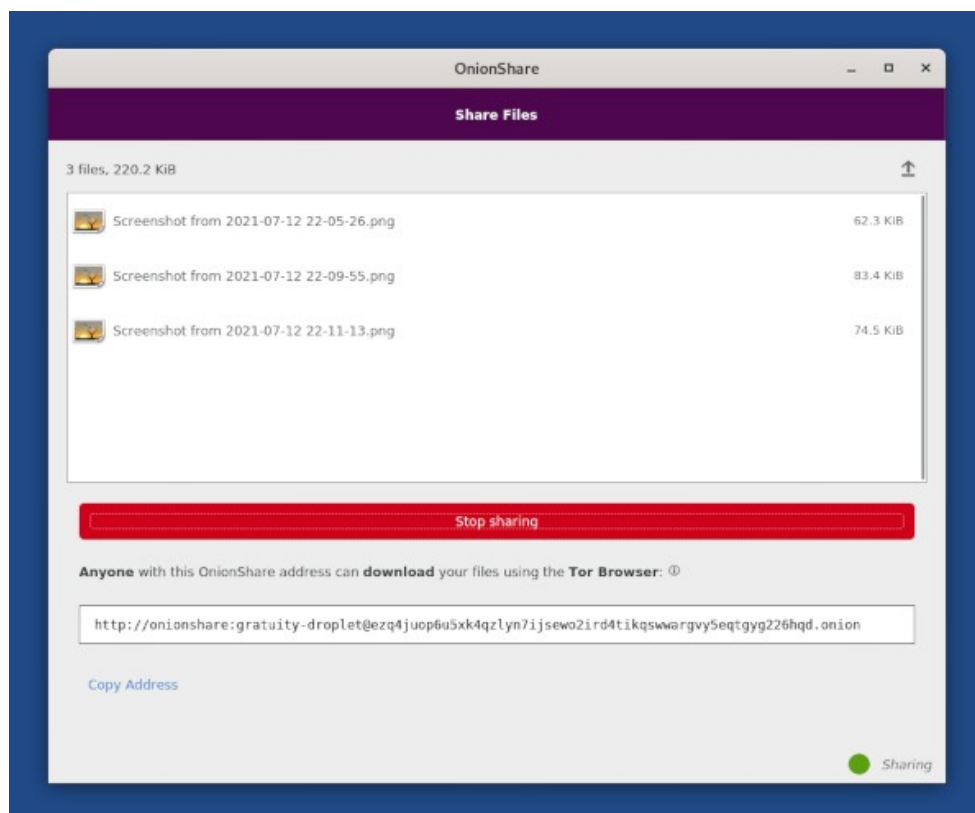 OnionShare
Share Files
3 files, 220.2 KiB
Screenshot from 2021-07-12 22-05-26.png 62.3 KiB
Screenshot from 2021-07-12 22-09-55.png 83.4 KiB
Screenshot from 2021-07-12 22-11-13.png 74.5 KiB
Stop sharing
Anyone with this OnionShare address can download your files using the Tor Browser:
http://onionshare:gratuity-droplet@ezq4juop6u5xk4qzlyn7ijsewo2ird4tikqswwargvy5eqtgyg226hqd.onion
Copy Address
Sharing